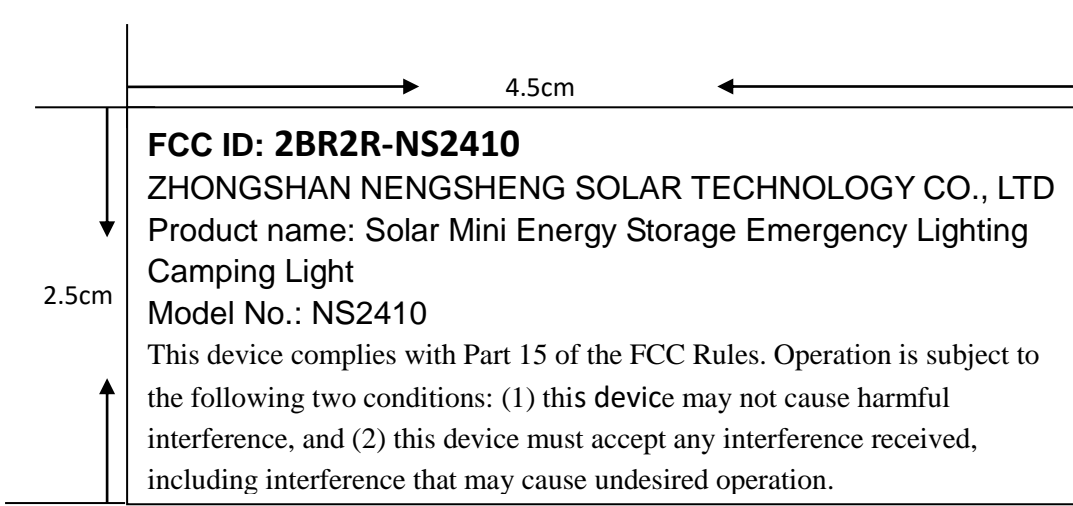 4.5cm
FCC ID: 2BR2R-NS2410
ZHONGSHAN NENGSHENG SOLAR TECHNOLOGY CO., LTD
Product name: Solar Mini Energy Storage Emergency Lighting
Camping Light
2.5cm
Model No.: NS2410
This device complies with Part 15 of the FCC Rules. Operation is subject to
the following two conditions: (1) this device may not cause harmful
interference, and (2) this device must accept any interference received,
including interference that may cause undesired operation.